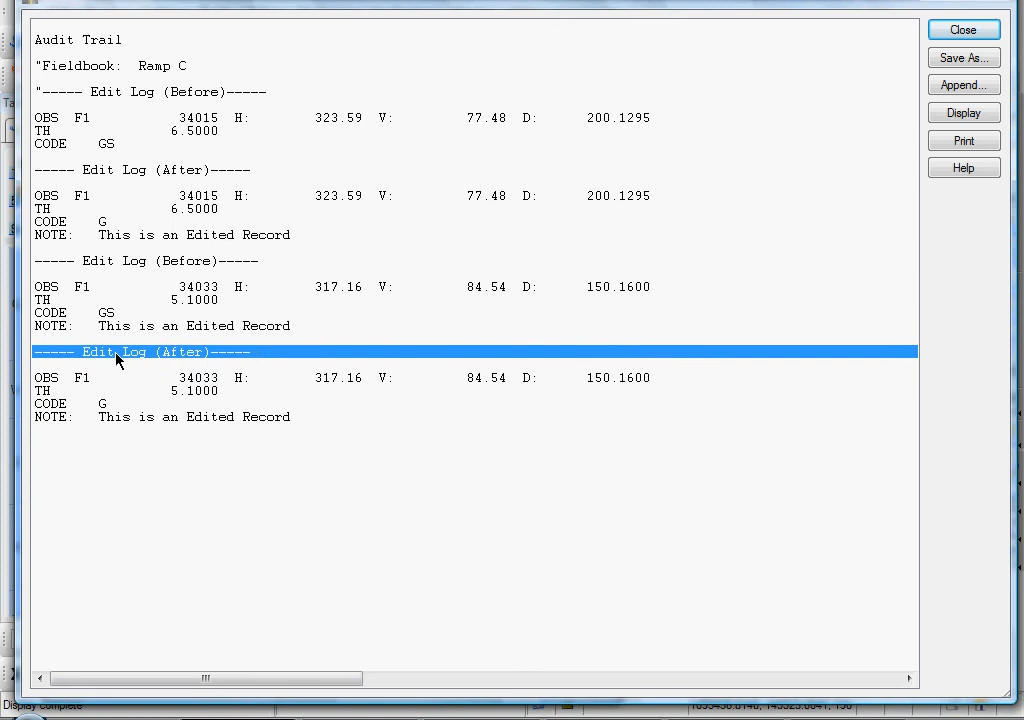 Audit Trail
"Fieldbook:  Ramp C
"----- Edit Log (Before)-----
OBS  F1  34015  H:  323.59  V:  77.48  D:  200.1295
TH  6.5000
CODE  GS
----- Edit Log (After)-----
OBS  F1  34015  H:  323.59  V:  77.48  D:  200.1295
TH  6.5000
CODE  G
NOTE:  This is an Edited Record
----- Edit Log (Before)-----
OBS  F1  34033  H:  317.16  V:  84.54  D:  150.1600
TH  5.1000
CODE  GS
NOTE:  This is an Edited Record
----- Edit Log (After)-----
OBS  F1  34033  H:  317.16  V:  84.54  D:  150.1600
TH  5.1000
CODE  G
NOTE:  This is an Edited Record
Close
Save As...
Append...
Display
Print
Help
Display complete